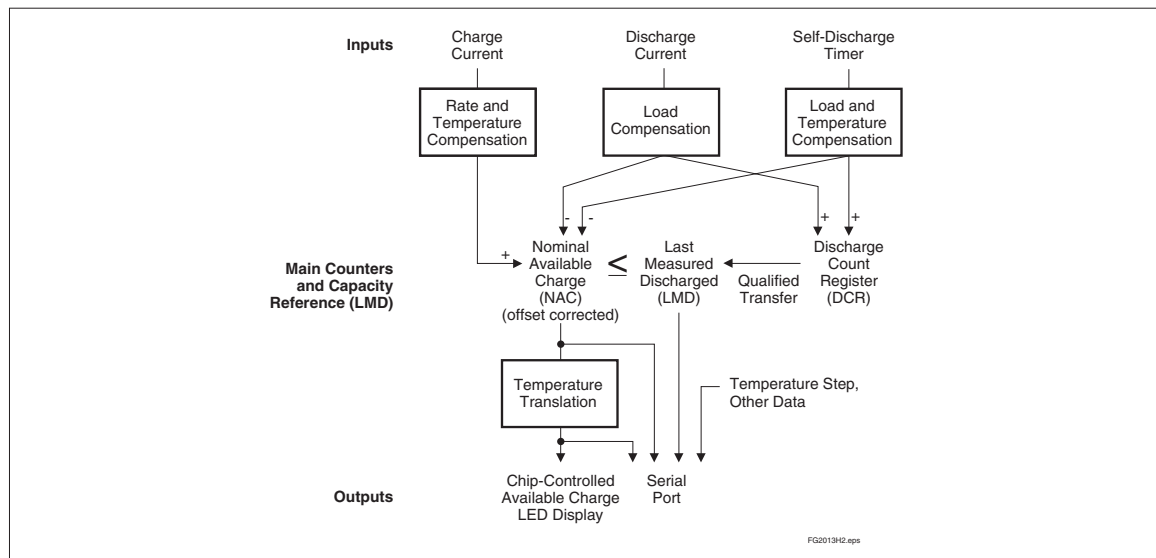 Inputs
Charge
Current
Discharge
Current
Self-Discharge
Timer
Rate and
Temperature
Compensation
Load
Compensation
Load and
Temperature
Compensation
-
-
+
+
+
Main Counters
and Capacity
Reference (LMD)
Nominal
Available
Charge
(NAC)
(offset corrected)
≤
Last
Measured
Discharged
(LMD)
Qualified
Transfer
Discharge
Count
Register
(DCR)
Temperature
Translation
Temperature Step,
Other Data
Outputs
Chip-Controlled
Available Charge
LED Display
Serial
Port
FG2013H2.eps